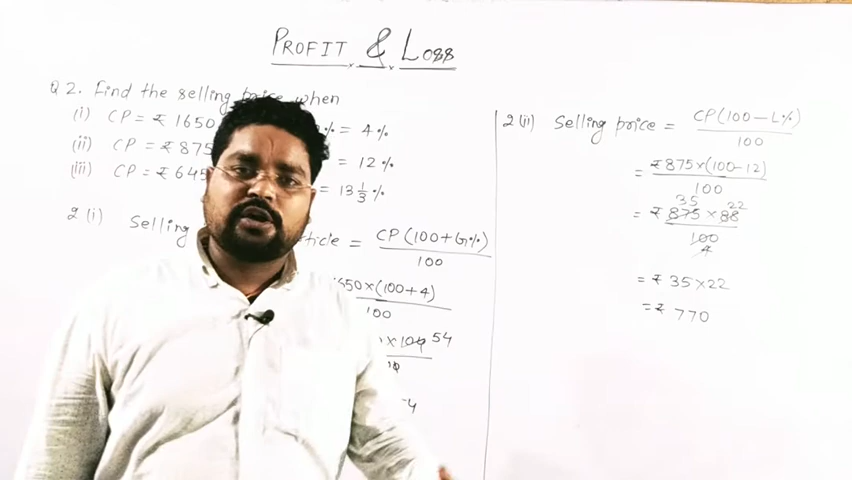 PROFIT & LOSS
Q 2. Find the selling price when
(i) CP = ₹ 1650 % = 4 %
(ii) CP = ₹ 875 = 12 %
(iii) CP = ₹ 645 = 13 1/3 %
2 (i) Selling = CP (100 + G%)
100
1650 × (100 + 4)
100
× 104 54
2 (ii) Selling price = CP (100 - L%)
100
= ₹ 875 × (100 - 12)
100
35 22
= ₹ 875 × 88
100
4
= ₹ 35 × 22
= ₹ 770